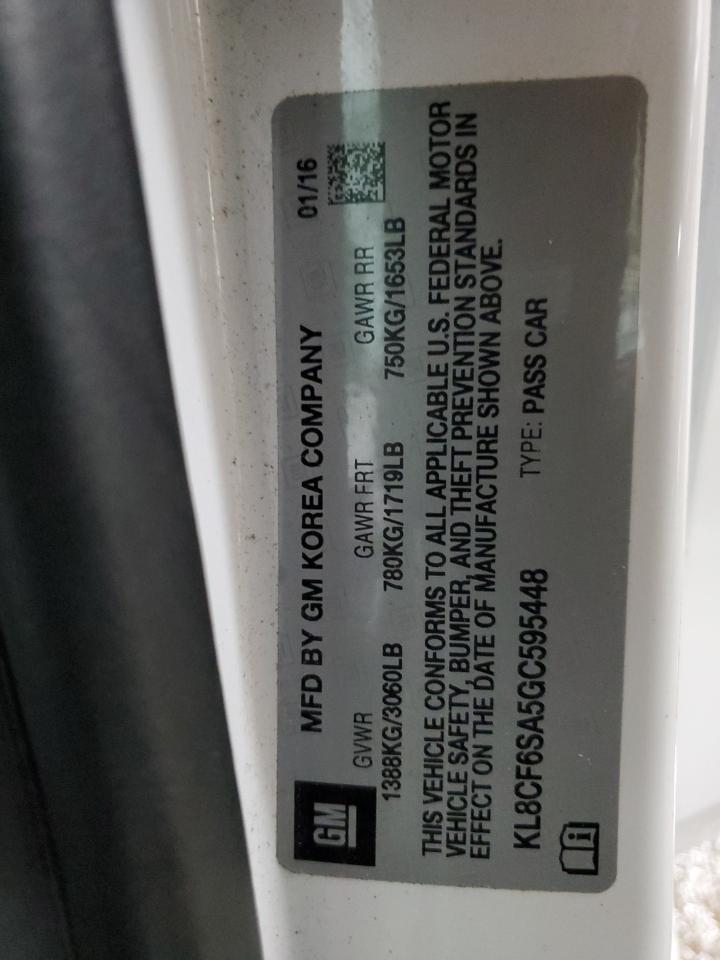 GM
MFD BY GM KOREA COMPANY 01/16
GVWR GAWR FRT GAWR RR
1388KG/3060LB 780KG/1719LB 750KG/1653LB
THIS VEHICLE CONFORMS TO ALL APPLICABLE U.S. FEDERAL MOTOR
VEHICLE SAFETY, BUMPER, AND THEFT PREVENTION STANDARDS IN
EFFECT ON THE DATE OF MANUFACTURE SHOWN ABOVE.
KL8CF6SA5GC595448 TYPE: PASS CAR